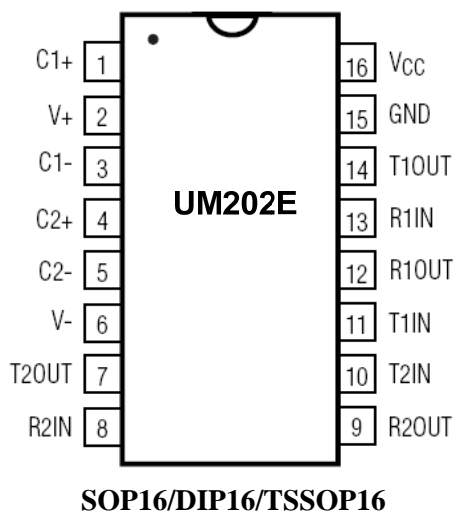 C1+ 1 16 VCC
V+ 2 15 GND
C1- 3 14 T1OUT
UM202E
C2+ 4 13 R1IN
C2- 5 12 R1OUT
V- 6 11 T1IN
T2OUT 7 10 T2IN
R2IN 8 9 R2OUT
SOP16/DIP16/TSSOP16